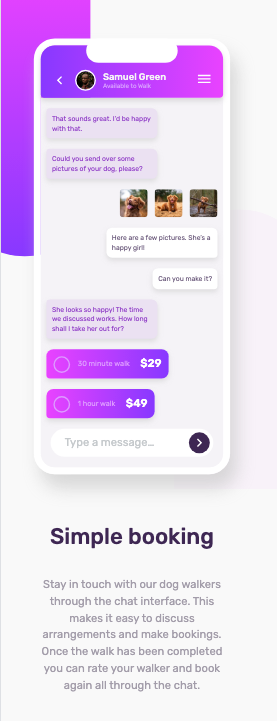 Samuel Green
Available to Walk
That sounds great. I'd be happy
with that.
Could you send over some
pictures of your dog, please?
Here are a few pictures. She's a
happy girl!
Can you make it?
She looks so happy! The time
we discussed works. How long
shall I take her out for?
30 minute walk $29
1 hour walk $49
Type a message…
Simple booking
Stay in touch with our dog walkers
through the chat interface. This
makes it easy to discuss
arrangements and make bookings.
Once the walk has been completed
you can rate your walker and book
again all through the chat.